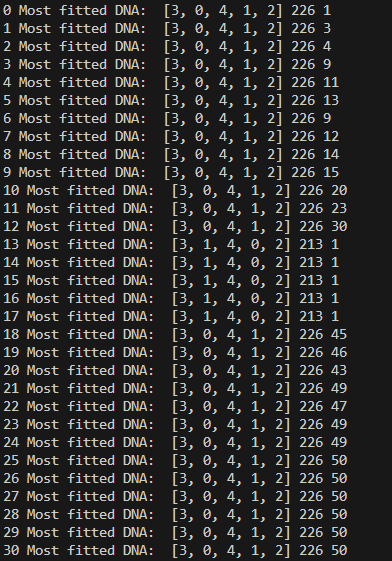 0 Most fitted DNA:  [3, 0, 4, 1, 2] 226 1
1 Most fitted DNA:  [3, 0, 4, 1, 2] 226 3
2 Most fitted DNA:  [3, 0, 4, 1, 2] 226 4
3 Most fitted DNA:  [3, 0, 4, 1, 2] 226 9
4 Most fitted DNA:  [3, 0, 4, 1, 2] 226 11
5 Most fitted DNA:  [3, 0, 4, 1, 2] 226 13
6 Most fitted DNA:  [3, 0, 4, 1, 2] 226 9
7 Most fitted DNA:  [3, 0, 4, 1, 2] 226 12
8 Most fitted DNA:  [3, 0, 4, 1, 2] 226 14
9 Most fitted DNA:  [3, 0, 4, 1, 2] 226 15
10 Most fitted DNA:  [3, 0, 4, 1, 2] 226 20
11 Most fitted DNA:  [3, 0, 4, 1, 2] 226 23
12 Most fitted DNA:  [3, 0, 4, 1, 2] 226 30
13 Most fitted DNA:  [3, 1, 4, 0, 2] 213 1
14 Most fitted DNA:  [3, 1, 4, 0, 2] 213 1
15 Most fitted DNA:  [3, 1, 4, 0, 2] 213 1
16 Most fitted DNA:  [3, 1, 4, 0, 2] 213 1
17 Most fitted DNA:  [3, 1, 4, 0, 2] 213 1
18 Most fitted DNA:  [3, 0, 4, 1, 2] 226 45
19 Most fitted DNA:  [3, 0, 4, 1, 2] 226 46
20 Most fitted DNA:  [3, 0, 4, 1, 2] 226 43
21 Most fitted DNA:  [3, 0, 4, 1, 2] 226 49
22 Most fitted DNA:  [3, 0, 4, 1, 2] 226 47
23 Most fitted DNA:  [3, 0, 4, 1, 2] 226 49
24 Most fitted DNA:  [3, 0, 4, 1, 2] 226 49
25 Most fitted DNA:  [3, 0, 4, 1, 2] 226 50
26 Most fitted DNA:  [3, 0, 4, 1, 2] 226 50
27 Most fitted DNA:  [3, 0, 4, 1, 2] 226 50
28 Most fitted DNA:  [3, 0, 4, 1, 2] 226 50
29 Most fitted DNA:  [3, 0, 4, 1, 2] 226 50
30 Most fitted DNA:  [3, 0, 4, 1, 2] 226 50